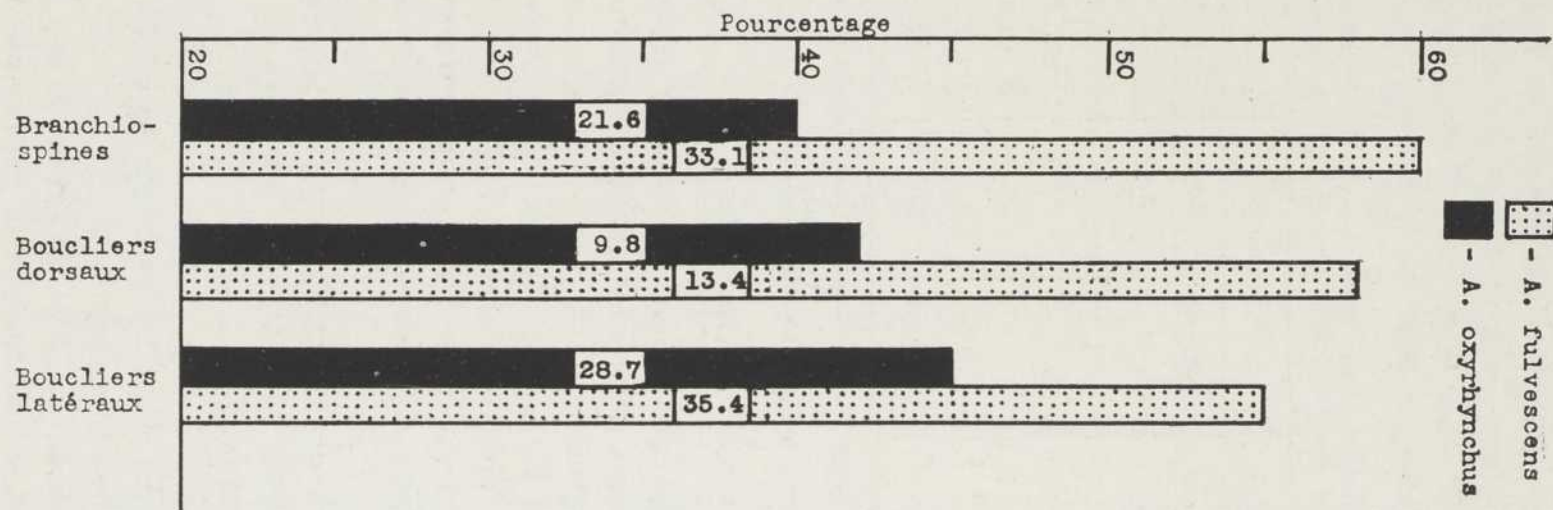 Pourcentage
20 30 40 50 60
Branchio-
spines
21.6
33.1
Boucliers
dorsaux
9.8
13.4
Boucliers
latéraux
28.7
35.4
- A. fulvescens
- A. oxyrhynchus